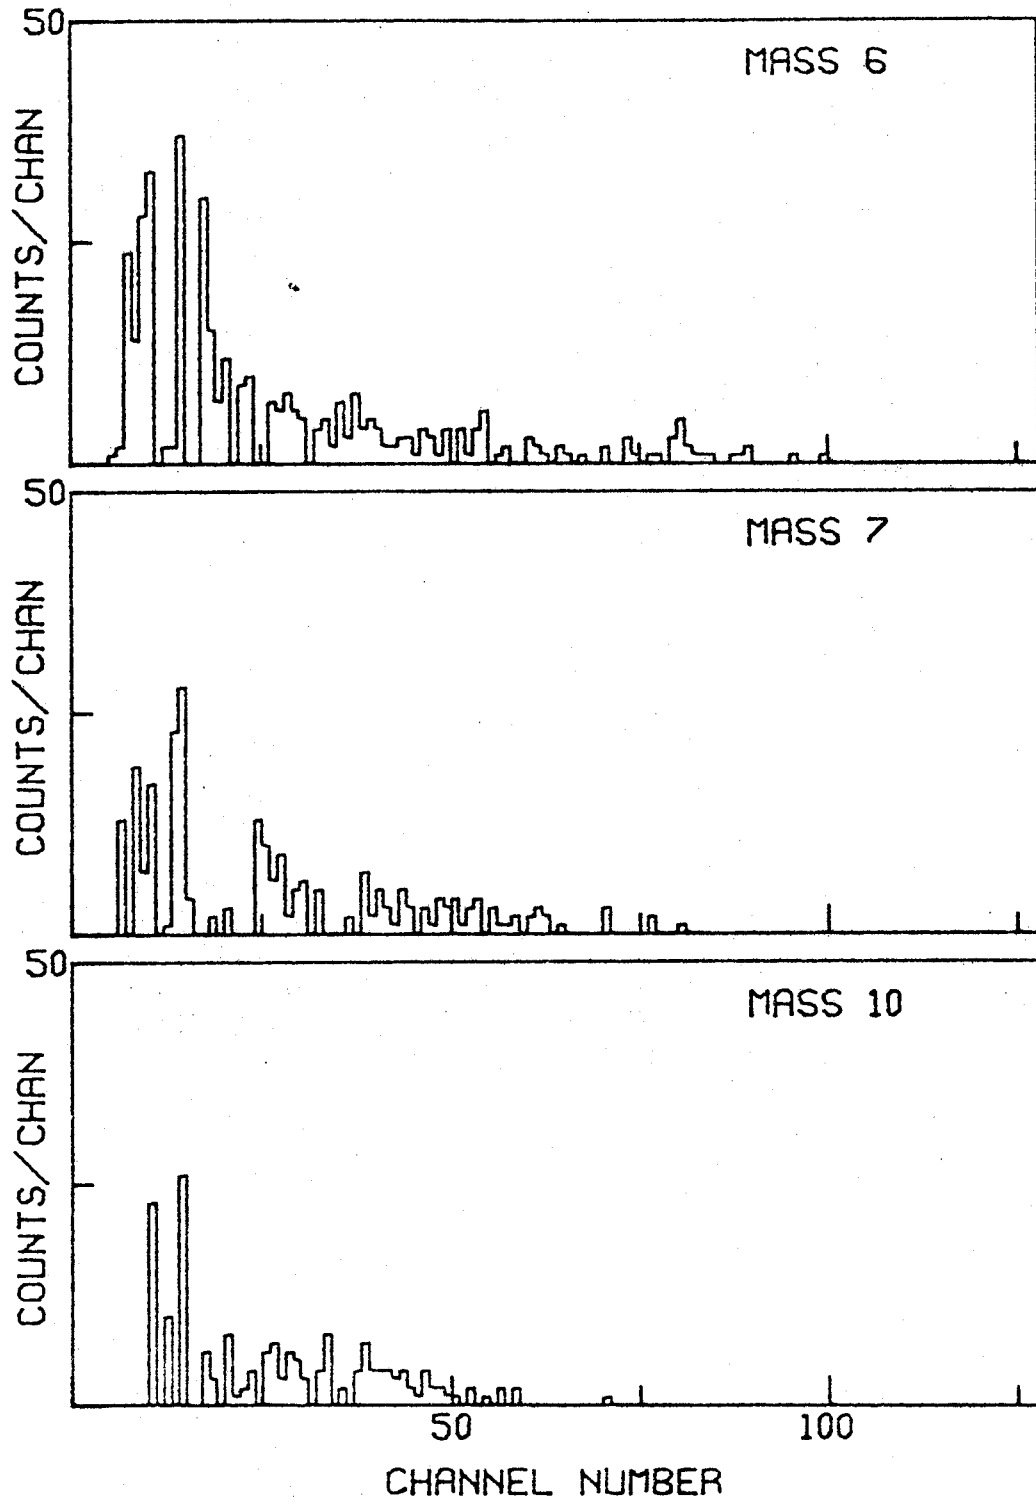 50
MASS 6
COUNTS/CHAN
50
MASS 7
COUNTS/CHAN
50
MASS 10
COUNTS/CHAN
50
100
CHANNEL NUMBER